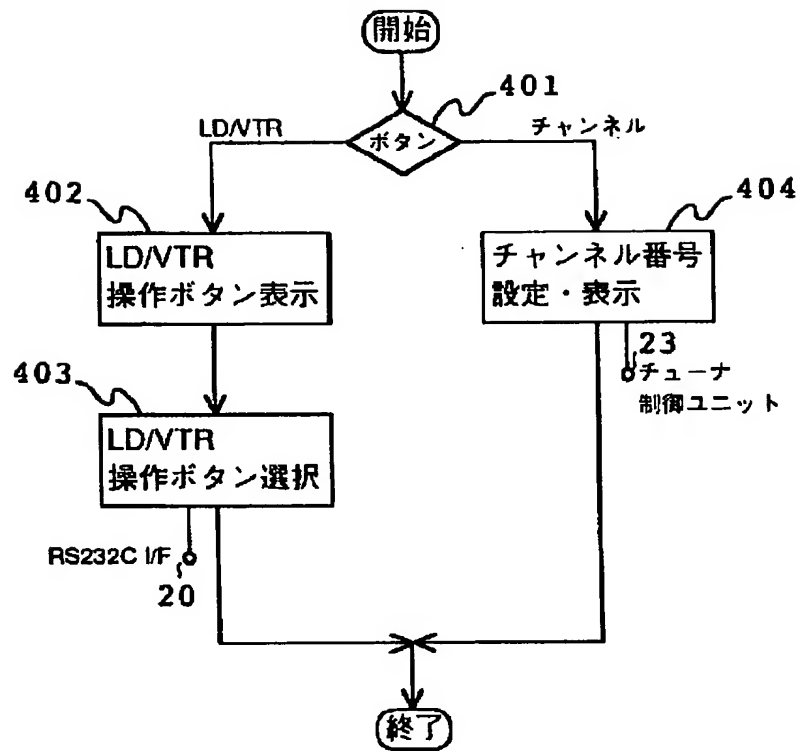 開始
401
LD/VTR
ボタン
チャンネル
402
404
LD/VTR
操作ボタン表示
チャンネル番号
設定・表示
23
チューナ
制御ユニット
403
LD/VTR
操作ボタン選択
RS232C I/F
20
終了